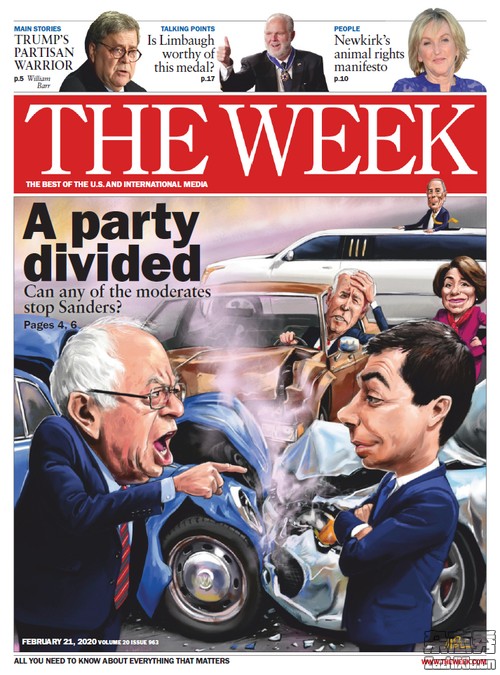 MAIN STORIES
TRUMP'S
PARTISAN
WARRIOR
p.5 William
Barr
TALKING POINTS
Is Limbaugh
worthy of
this medal?
p.17
PEOPLE
Newkirk's
animal rights
manifesto
p.10
THE WEEK
THE BEST OF THE U.S. AND INTERNATIONAL MEDIA
A party
divided
Can any of the moderates
stop Sanders?
Pages 4, 6
FEBRUARY 21, 2020 VOLUME 20 ISSUE 963
ALL YOU NEED TO KNOW ABOUT EVERYTHING THAT MATTERS
WWW.THEWEEK.COM